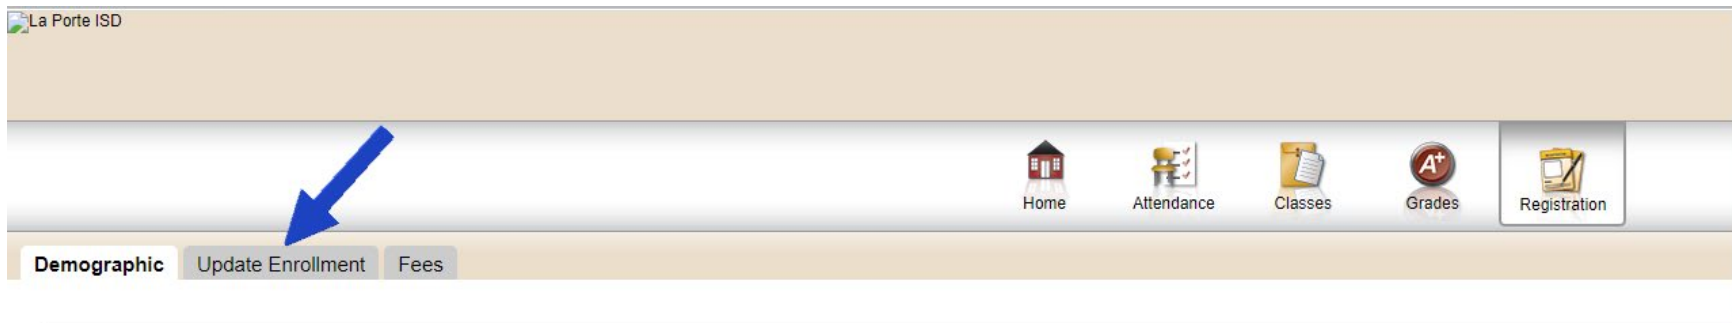 La Porte ISD
A+
Home Attendance Classes Grades Registration
Demographic Update Enrollment Fees